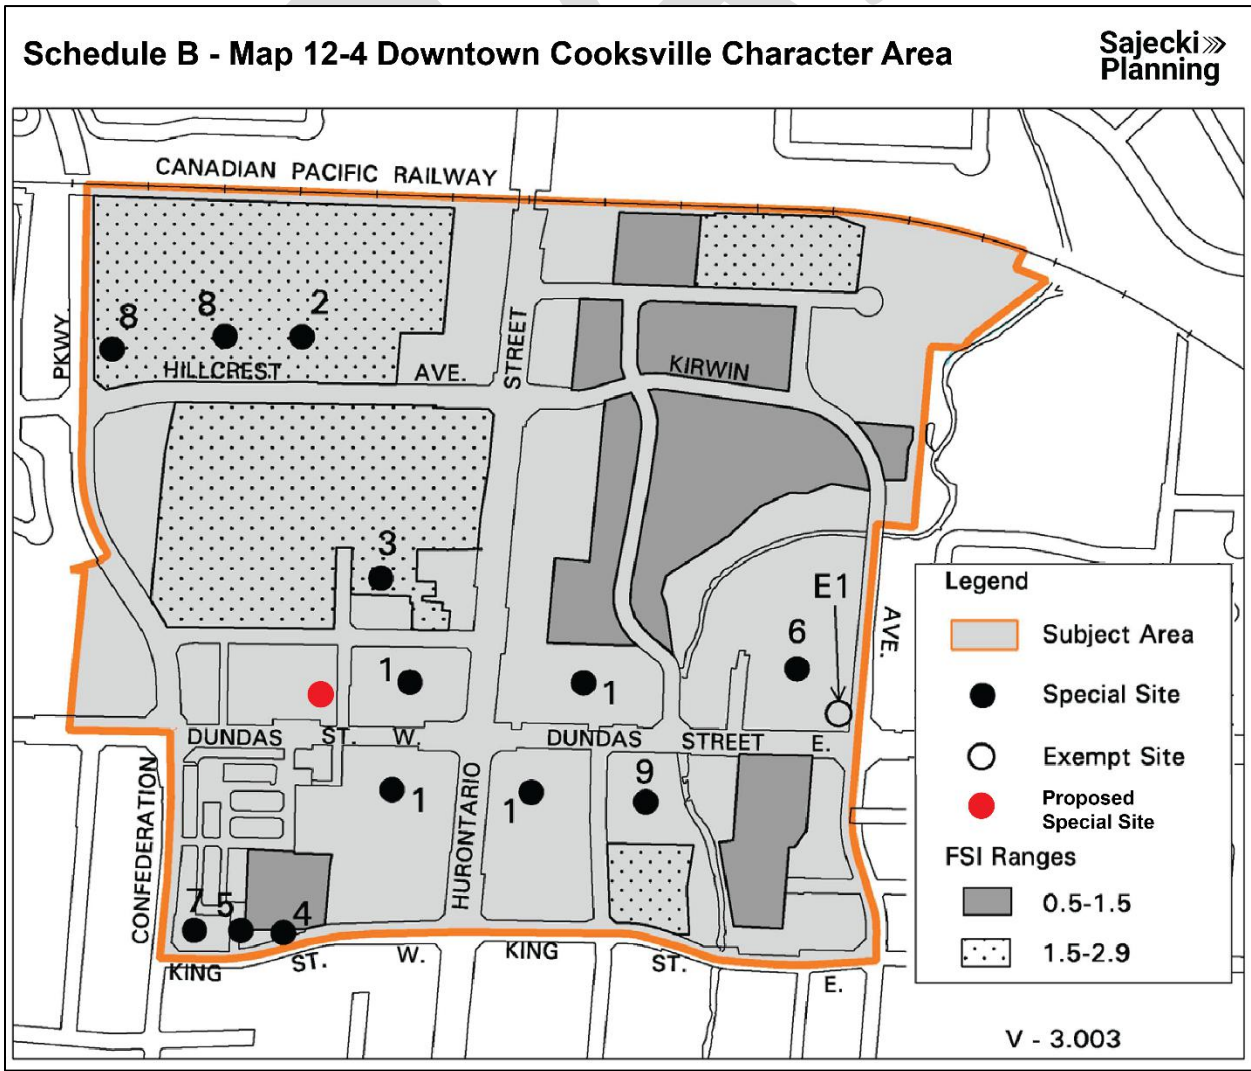 Schedule B - Map 12-4 Downtown Cooksville Character Area
Sajecki
Planning
CANADIAN PACIFIC RAILWAY
8
8
2
PKWY
STREET
HILLCREST
AVE.
KIRWIN
3
E1
6
AVE.
1
1
DUNDAS
ST.
W.
DUNDAS
STREET
E.
CONFEDERATION
HURONTARIO
1
1
9
7
5
4
KING
ST.
W.
KING
ST.
E.
Legend
Subject Area
Special Site
Exempt Site
Proposed
Special Site
FSI Ranges
0.5-1.5
1.5-2.9
V - 3.003